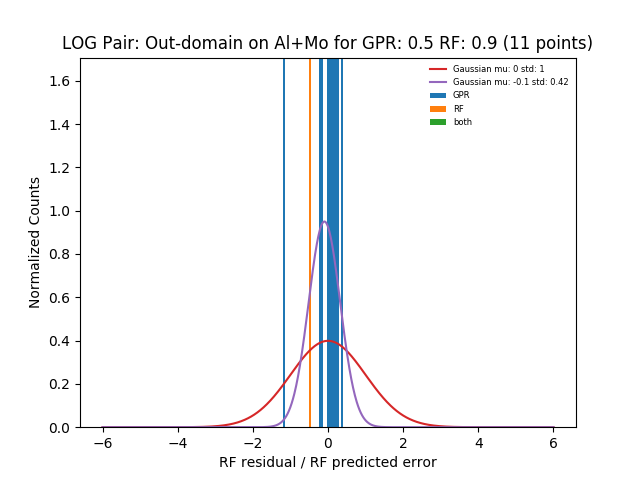 LOG Pair: Out-domain on Al+Mo for GPR: 0.5 RF: 0.9 (11 points)
Gaussian mu: 0 std: 1
Gaussian mu: -0.1 std: 0.42
GPR
RF
both
Normalized Counts
1.6
1.4
1.2
1.0
0.8
0.6
0.4
0.2
0.0
−6 −4 −2 0 2 4 6
RF residual / RF predicted error